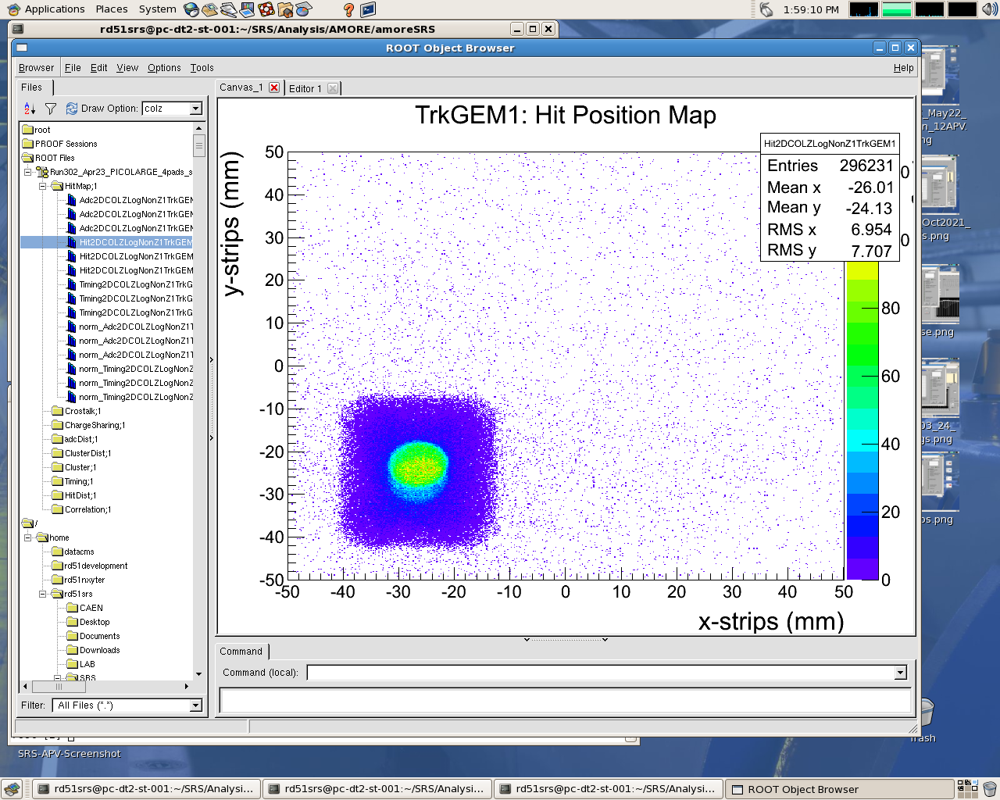 Applications Places System 1:59:10 PM
rd51srs@pc-dt2-st-001:~/SRS/Analysis/AMORE/amoreSRS
ROOT Object Browser
Browser File Edit View Options Tools Help
Files
Canvas_1 Editor 1
Draw Option: colz
root
PROOF Sessions
ROOT Files
Run302_Apr23_PICOLARGE_4pads_s
HitMap;1
Adc2DCOLZLogNonZ1TrkGEM
Adc2DCOLZLogNonZ1TrkGEM
Adc2DCOLZLogNonZ1TrkGEM
Hit2DCOLZLogNonZ1TrkGEM
Hit2DCOLZLogNonZ1TrkGEM
Hit2DCOLZLogNonZ1TrkGEM
Timing2DCOLZLogNonZ1TrkG
Timing2DCOLZLogNonZ1TrkG
Timing2DCOLZLogNonZ1TrkG
norm_Adc2DCOLZLogNonZ1T
norm_Adc2DCOLZLogNonZ1T
norm_Adc2DCOLZLogNonZ1T
norm_Timing2DCOLZLogNonZ
norm_Timing2DCOLZLogNonZ
norm_Timing2DCOLZLogNonZ
Crostalk;1
ChargeSharing;1
adcDist;1
ClusterDist;1
Cluster;1
Timing;1
HitDist;1
Correlation;1
/
home
datacms
rd51development
rd51nxyter
rd51srs
CAEN
Desktop
Documents
Downloads
LAB
SRS
Filter: All Files (*.*)
TrkGEM1: Hit Position Map
Hit2DCOLZLogNonZ1TrkGEM1
Entries 296231
Mean x -26.01
Mean y -24.13
RMS x 6.954
RMS y 7.707
y-strips (mm)
50
40
30
20
10
0
-10
-20
-30
-40
-50
-50 -40 -30 -20 -10 0 10 20 30 40 50
x-strips (mm)
80
60
40
20
0
Command
Command (local):
_May22_
n_12APV.
ng
Oct2021_
s.png
se.png
03_24_
gs.png
os.png
Trash
SRS-APV-Screenshot
rd51srs@pc-dt2-st-001:~/SRS/Analysi...
rd51srs@pc-dt2-st-001:~/SRS/Analysi...
rd51srs@pc-dt2-st-001:~/SRS/Analysi...
ROOT Object Browser